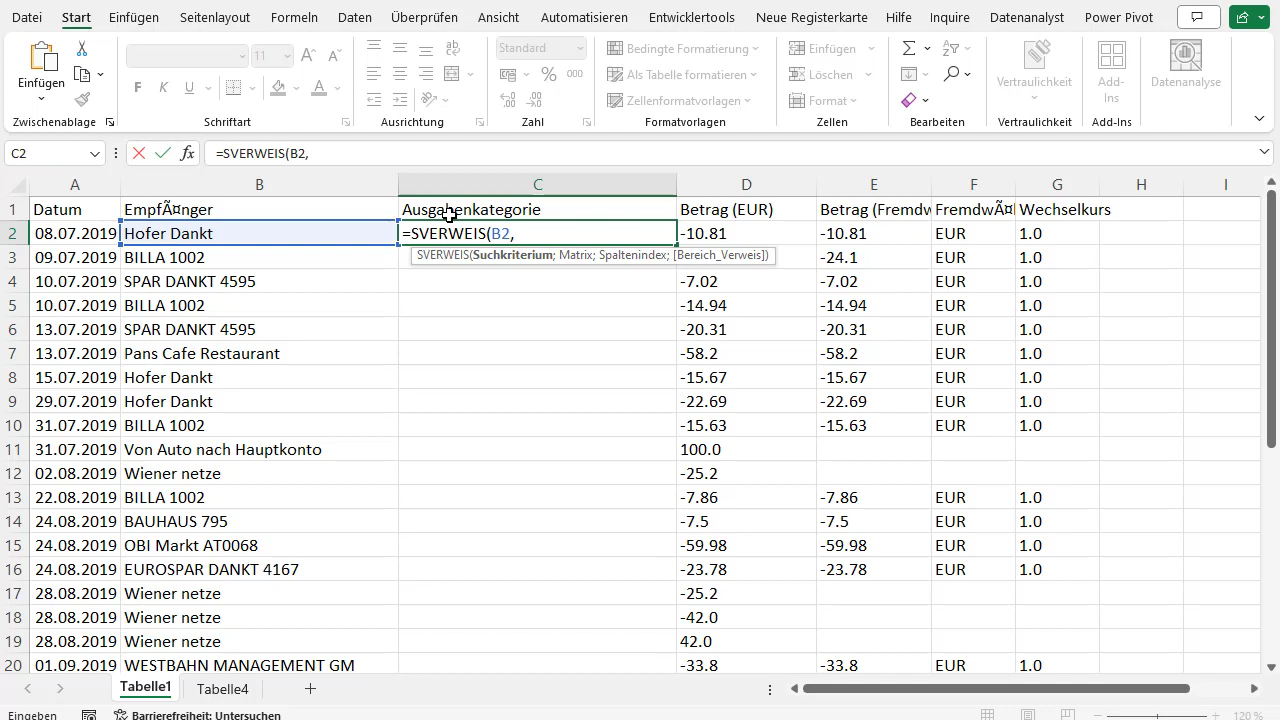 Datei Start Einfügen Seitenlayout Formeln Daten Überprüfen Ansicht Automatisieren Entwicklertools Neue Registerkarte Hilfe Inquire Datenanalyse Power Pivot
Einfügen
11
Standard
000
F K U
A
Bedingte Formatierung
Als Tabelle formatieren
Zellenformatvorlagen
Einfügen
Löschen
Format
Vertraulichkeit
Add-Ins
Datenanalyse
Zwischenablage Schriftart Ausrichtung Zahl Formatvorlagen Zellen Bearbeiten Vertraulichkeit Add-Ins
C2 fx =SVERWEIS(B2,
A B C D E F G H I
1 Datum EmpfÃ¤nger Ausgabenkategorie Betrag (EUR) Betrag (Fremdw FremdwÃ¤ Wechselkurs
2 08.07.2019 Hofer Dankt =SVERWEIS(B2, -10.81 -10.81 EUR 1.0
SVERWEIS(Suchkriterium; Matrix; Spaltenindex; [Bereich_Verweis])
3 09.07.2019 BILLA 1002 -24.1 EUR 1.0
4 10.07.2019 SPAR DANKT 4595 -7.02 -7.02 EUR 1.0
5 10.07.2019 BILLA 1002 -14.94 -14.94 EUR 1.0
6 13.07.2019 SPAR DANKT 4595 -20.31 -20.31 EUR 1.0
7 13.07.2019 Pans Cafe Restaurant -58.2 -58.2 EUR 1.0
8 15.07.2019 Hofer Dankt -15.67 -15.67 EUR 1.0
9 29.07.2019 Hofer Dankt -22.69 -22.69 EUR 1.0
10 31.07.2019 BILLA 1002 -15.63 -15.63 EUR 1.0
11 31.07.2019 Von Auto nach Hauptkonto 100.0
12 02.08.2019 Wiener netze -25.2
13 22.08.2019 BILLA 1002 -7.86 -7.86 EUR 1.0
14 24.08.2019 BAUHAUS 795 -7.5 -7.5 EUR 1.0
15 24.08.2019 OBI Markt AT0068 -59.98 -59.98 EUR 1.0
16 24.08.2019 EUROSPAR DANKT 4167 -23.78 -23.78 EUR 1.0
17 28.08.2019 Wiener netze -25.2
18 28.08.2019 Wiener netze -42.0
19 28.08.2019 Wiener netze 42.0
20 01.09.2019 WESTBAHN MANAGEMENT GM -33.8 -33.8 EUR 1.0
Tabelle1 Tabelle4
Eingeben Barrierefreiheit: Untersuchen 120 %